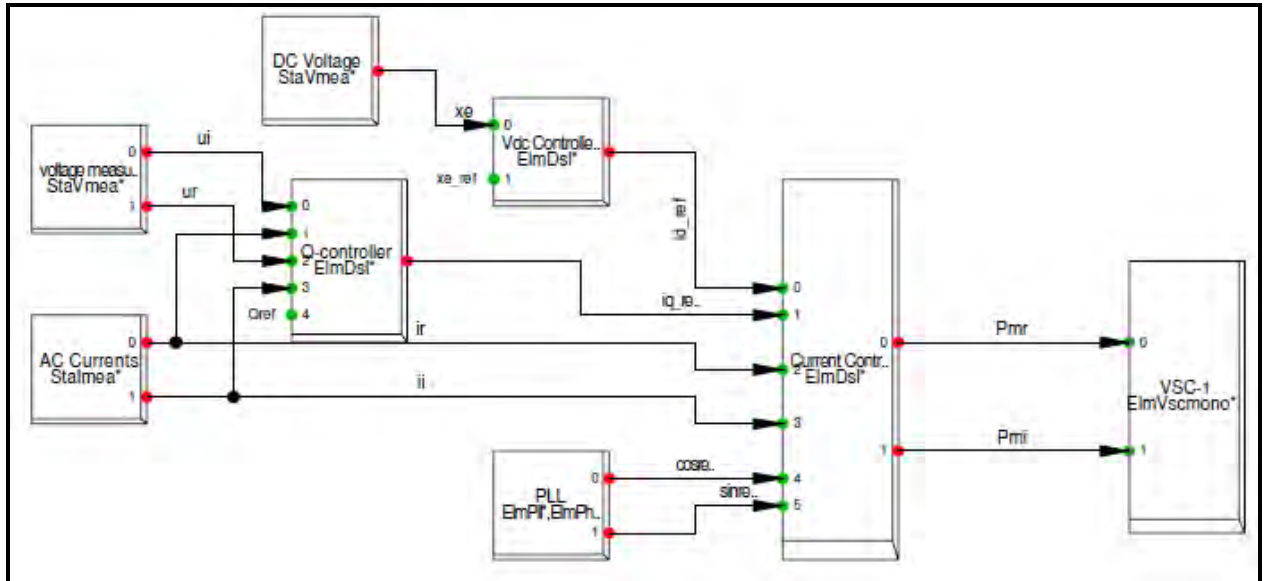 DC Voltage
StaVmea*
xe
0
Vdc Controlle..
ElmDsl*
xe_ref
1
ui
0
voltage measu..
StaVmea*
ur
1
0
1
Q-controller
2
ElmDsl*
3
Qref
4
id_ref
0
iq_re..
1
0
AC Currents
StaImea*
1
ir
ii
2
Current Contr..
ElmDsl*
3
0
1
Pmr
Pmi
0
VSC-1
ElmVscmono*
1
PLL
ElmPll*,ElmPh..
0
1
cosre..
sinre..
4
5